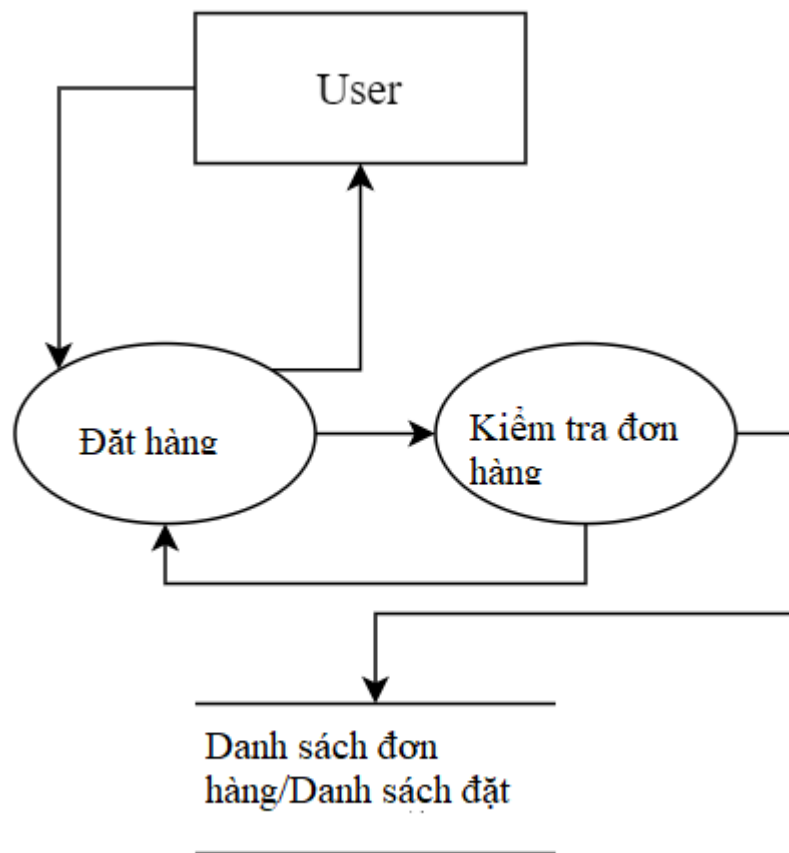 User
Đặt hàng
Kiểm tra đơn
hàng
Danh sách đơn
hàng/Danh sách đặt